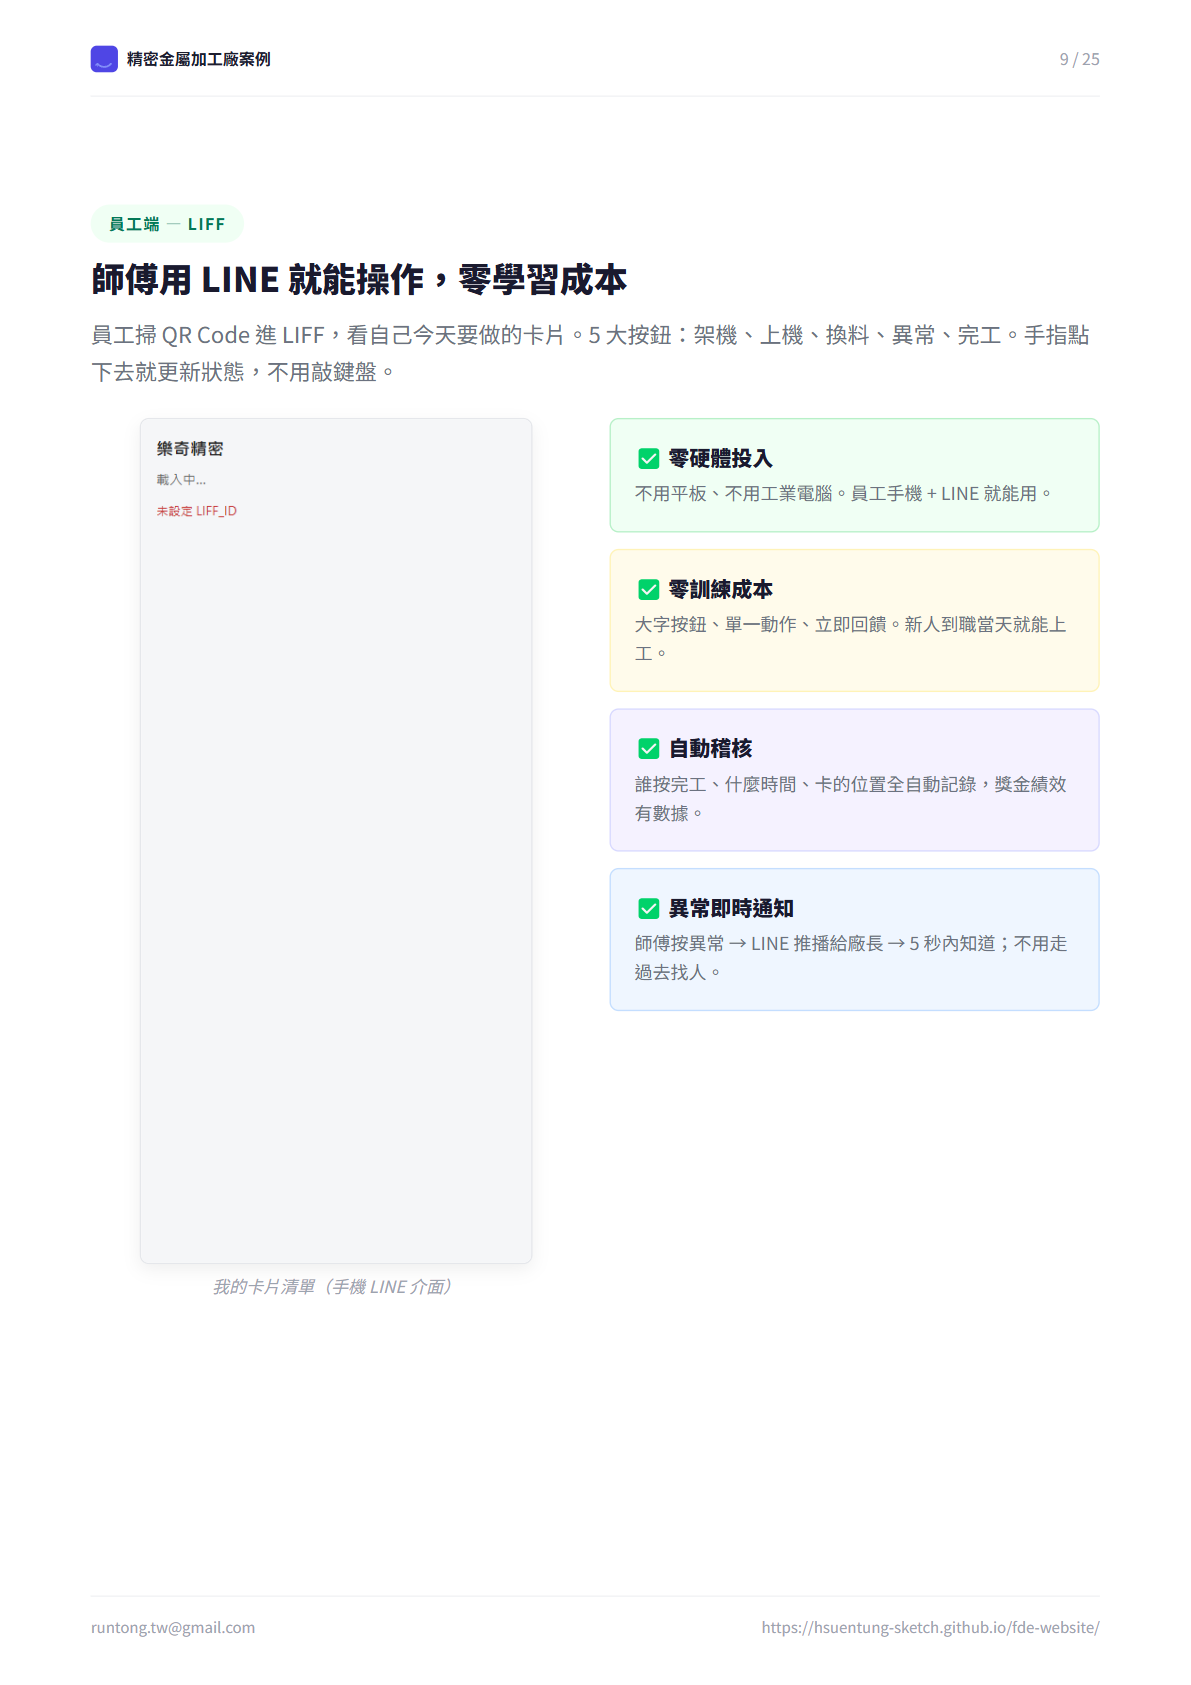 精密金屬加工廠案例
9 / 25
員工端 — LIFF
師傅用 LINE 就能操作，零學習成本
員工掃 QR Code 進 LIFF，看自己今天要做的卡片。5 大按鈕：架機、上機、換料、異常、完工。手指點
下去就更新狀態，不用敲鍵盤。
樂奇精密
載入中...
未設定 LIFF_ID
我的卡片清單（手機 LINE 介面）
✅ 零硬體投入
不用平板、不用工業電腦。員工手機 + LINE 就能用。
✅ 零訓練成本
大字按鈕、單一動作、立即回饋。新人到職當天就能上
工。
✅ 自動稽核
誰按完工、什麼時間、卡的位置全自動記錄，獎金績效
有數據。
✅ 異常即時通知
師傅按異常 → LINE 推播給廠長 → 5 秒內知道；不用走
過去找人。
runtong.tw@gmail.com
https://hsuentung-sketch.github.io/fde-website/